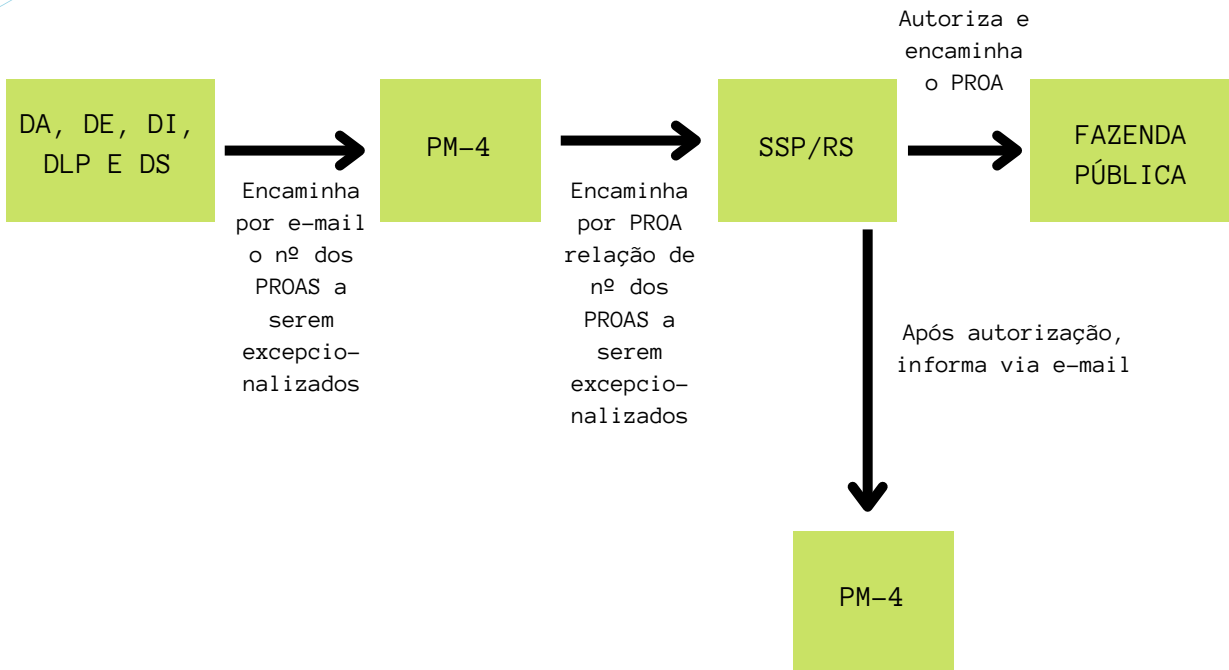 DA, DE, DI,
DLP E DS
Encaminha
por e-mail
o nº dos
PROAS a
serem
excepcio-
nalizados
PM-4
Encaminha
por PROA
relação de
nº dos
PROAS a
serem
excepcio-
nalizados
SSP/RS
Autoriza e
encaminha
o PROA
FAZENDA
PÚBLICA
Após autorização,
informa via e-mail
PM-4